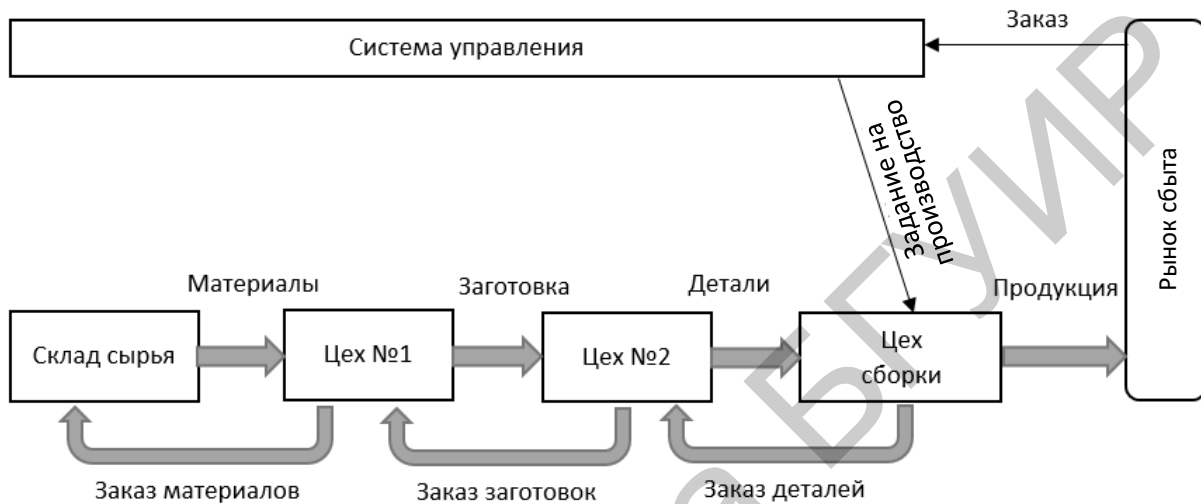 Заказ
Система управления
Задание на
производство
Рынок сбыта
Материалы
Заготовка
Детали
Продукция
Склад сырья
Цех №1
Цех №2
Цех
сборки
Заказ материалов
Заказ заготовок
Заказ деталей
БГУИР